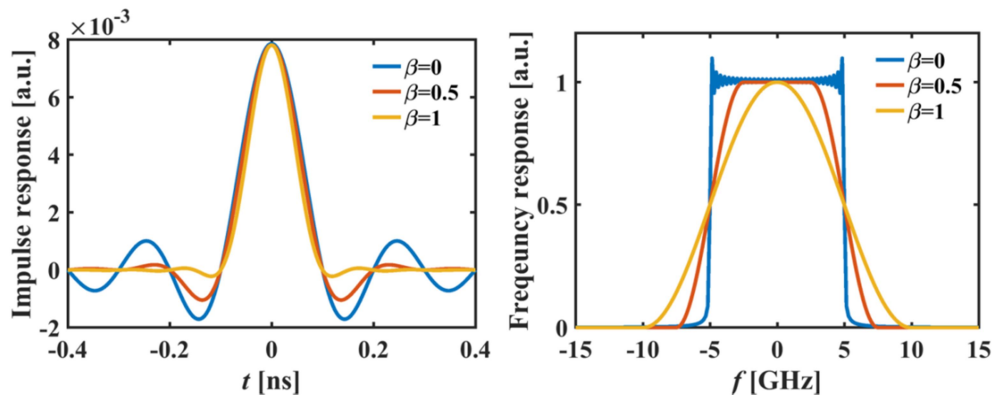 ×10⁻³
Impulse response [a.u.]
8
6
4
2
0
-2
-0.4 -0.2 0 0.2 0.4
t [ns]
β=0
β=0.5
β=1
Freqeuncy response [a.u.]
1
0.5
0
-15 -10 -5 0 5 10 15
f [GHz]
β=0
β=0.5
β=1